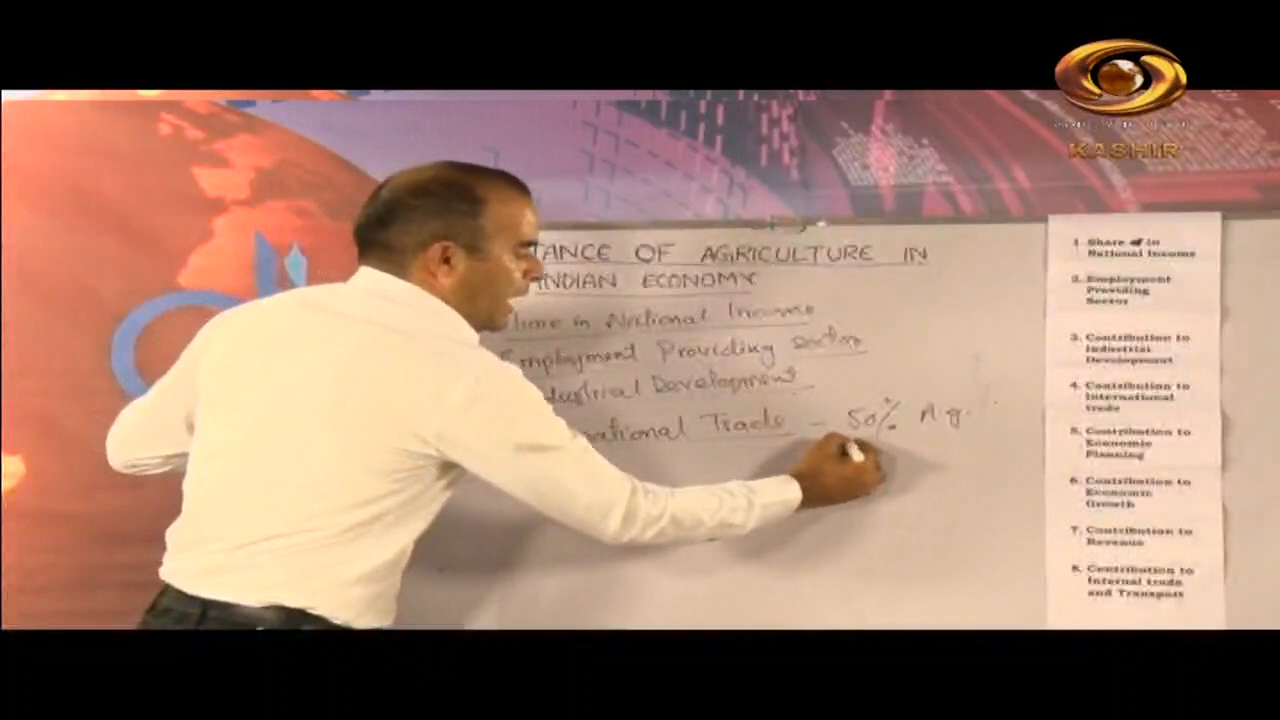 KASHIR
TANCE OF AGRICULTURE IN
INDIAN ECONOMY
hare in National Income
Employment Providing Sector
dustrial Development
national Trade - 50% Ag.
1. Share of in
National Income
2. Employment
Providing
Sector
3. Contribution to
Industrial
Development
4. Contribution to
International
trade
5. Contribution to
Economic
Planning
6. Contribution to
Economic
Growth
7. Contribution to
Revenue
8. Contribution to
Internal trade
and Transport